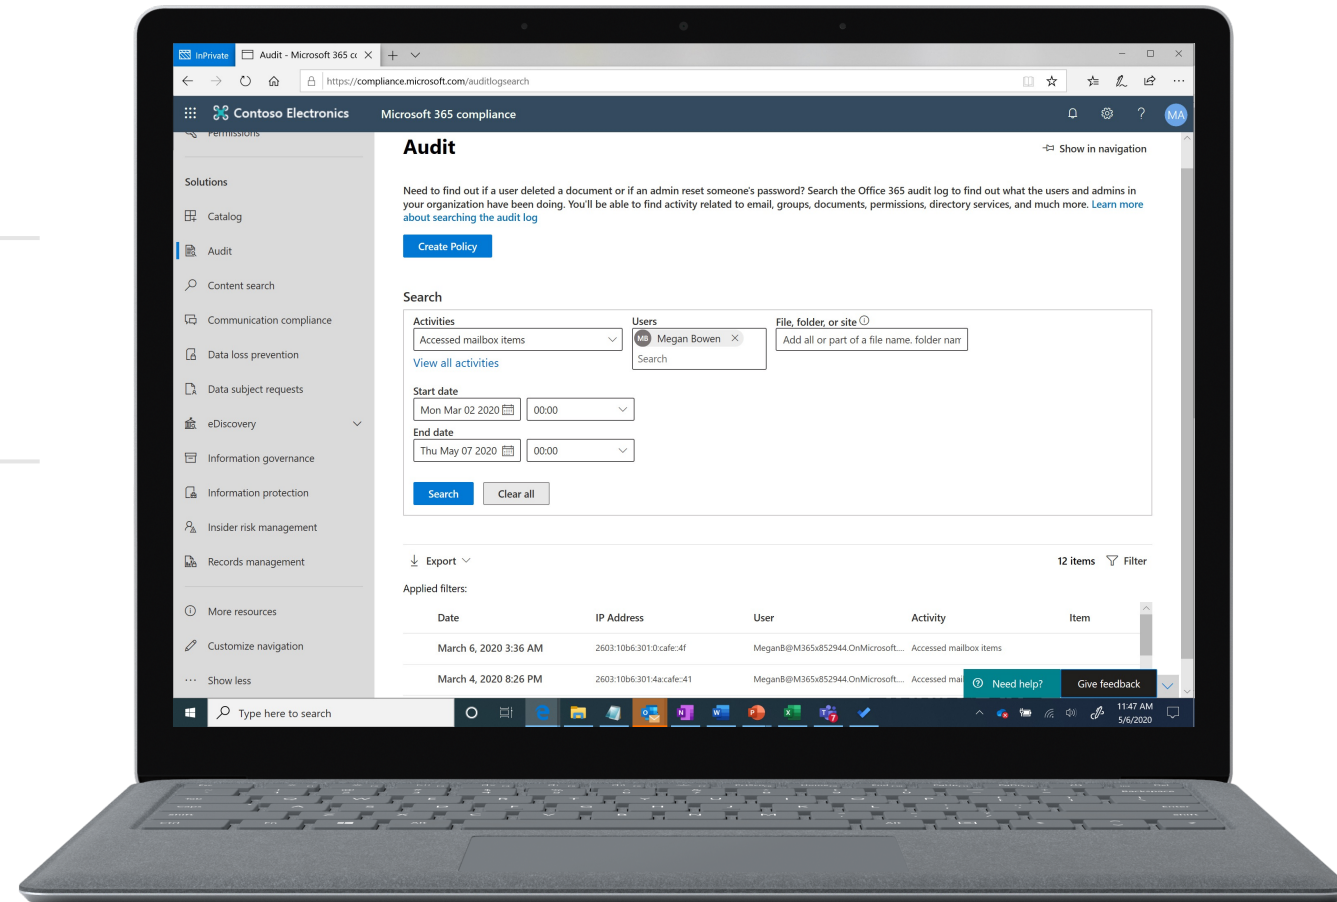 InPrivate
Audit - Microsoft 365 cc
https://compliance.microsoft.com/auditlogsearch
Contoso Electronics
Microsoft 365 compliance
MA
Permissions
Solutions
Catalog
Audit
Content search
Communication compliance
Data loss prevention
Data subject requests
eDiscovery
Information governance
Information protection
Insider risk management
Records management
More resources
Customize navigation
Show less
Audit
Show in navigation
Need to find out if a user deleted a document or if an admin reset someone's password? Search the Office 365 audit log to find out what the users and admins in
your organization have been doing. You'll be able to find activity related to email, groups, documents, permissions, directory services, and much more. Learn more
about searching the audit log
Create Policy
Search
Activities
Accessed mailbox items
View all activities
Users
MB Megan Bowen
Search
File, folder, or site
Add all or part of a file name. folder nam
Start date
Mon Mar 02 2020 00:00
End date
Thu May 07 2020 00:00
Search Clear all
Export
12 items Filter
Applied filters:
Date IP Address User Activity Item
March 6, 2020 3:36 AM 2603:10b6:301:0:cafe::4f MeganB@M365x852944.OnMicrosoft.... Accessed mailbox items
March 4, 2020 8:26 PM 2603:10b6:301:4a:cafe::41 MeganB@M365x852944.OnMicrosoft.... Accessed mai
Need help? Give feedback
Type here to search
11:47 AM
5/6/2020